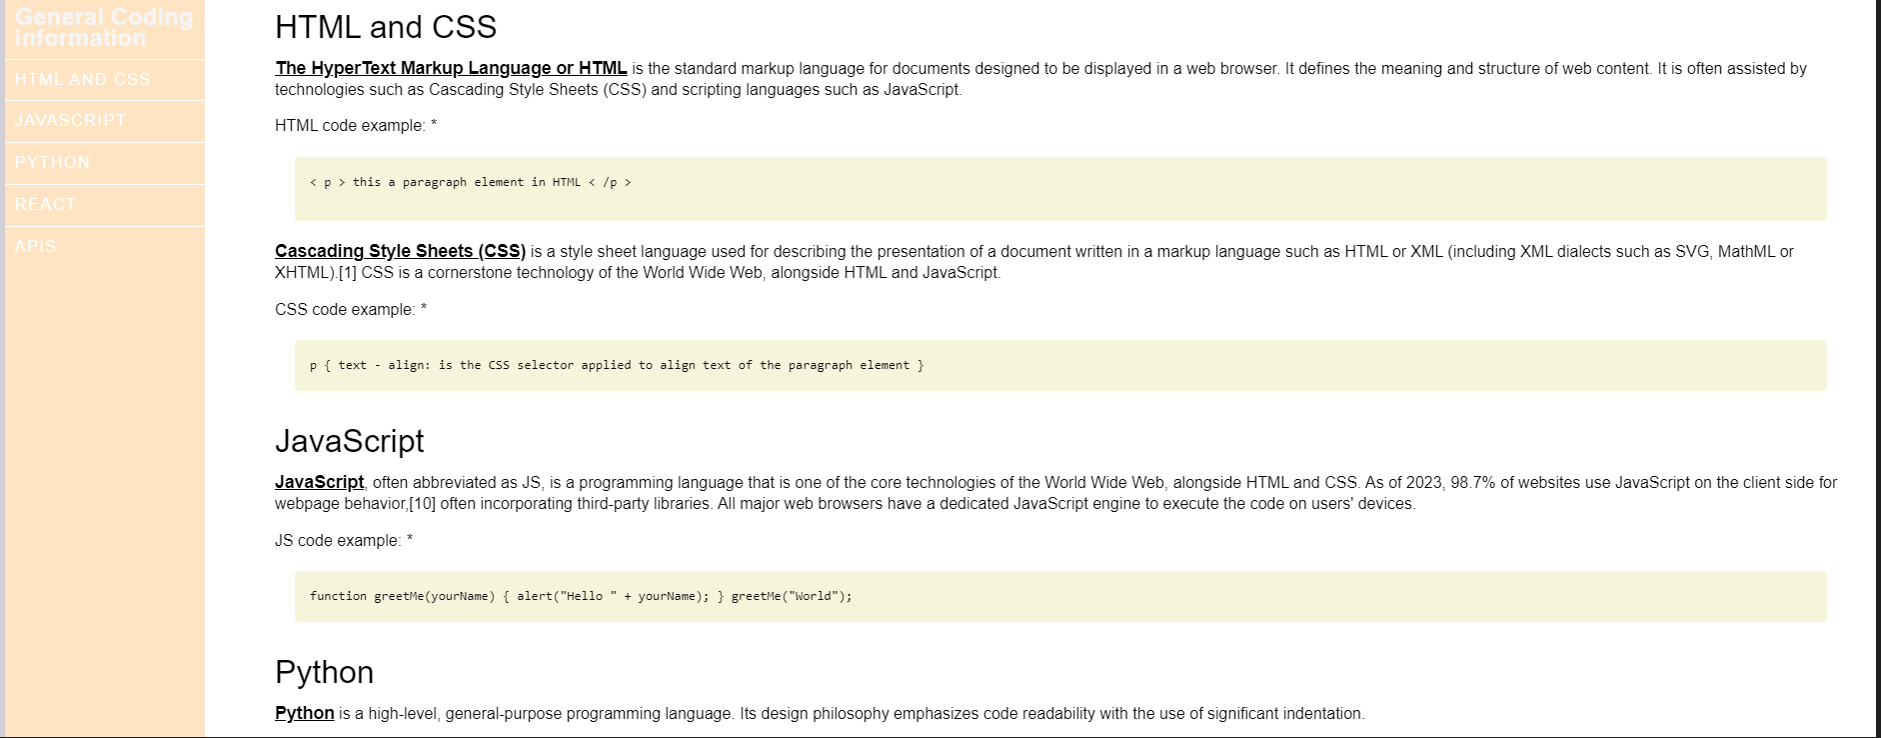 General Coding
information
HTML AND CSS
JAVASCRIPT
PYTHON
REACT
APIS
HTML and CSS
The HyperText Markup Language or HTML is the standard markup language for documents designed to be displayed in a web browser. It defines the meaning and structure of web content. It is often assisted by
technologies such as Cascading Style Sheets (CSS) and scripting languages such as JavaScript.
HTML code example: *
< p > this a paragraph element in HTML < /p >
Cascading Style Sheets (CSS) is a style sheet language used for describing the presentation of a document written in a markup language such as HTML or XML (including XML dialects such as SVG, MathML or
XHTML).[1] CSS is a cornerstone technology of the World Wide Web, alongside HTML and JavaScript.
CSS code example: *
p { text - align: is the CSS selector applied to align text of the paragraph element }
JavaScript
JavaScript, often abbreviated as JS, is a programming language that is one of the core technologies of the World Wide Web, alongside HTML and CSS. As of 2023, 98.7% of websites use JavaScript on the client side for
webpage behavior,[10] often incorporating third-party libraries. All major web browsers have a dedicated JavaScript engine to execute the code on users' devices.
JS code example: *
function greetMe(yourName) { alert("Hello " + yourName); } greetMe("World");
Python
Python is a high-level, general-purpose programming language. Its design philosophy emphasizes code readability with the use of significant indentation.